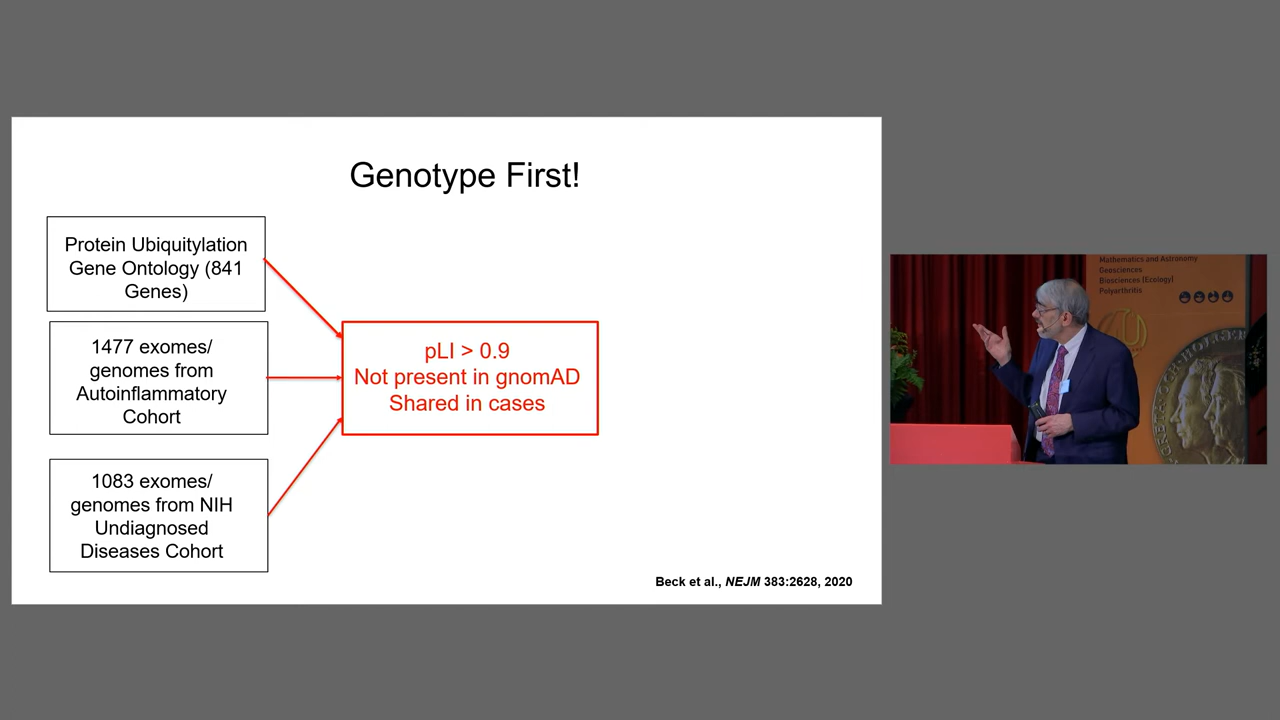 Genotype First!
Protein Ubiquitylation
Gene Ontology (841
Genes)
1477 exomes/
genomes from
Autoinflammatory
Cohort
1083 exomes/
genomes from NIH
Undiagnosed
Diseases Cohort
pLI > 0.9
Not present in gnomAD
Shared in cases
Beck et al., NEJM 383:2628, 2020
Mathematics and Astronomy
Geosciences
Biosciences (Ecology)
Polyarthritis